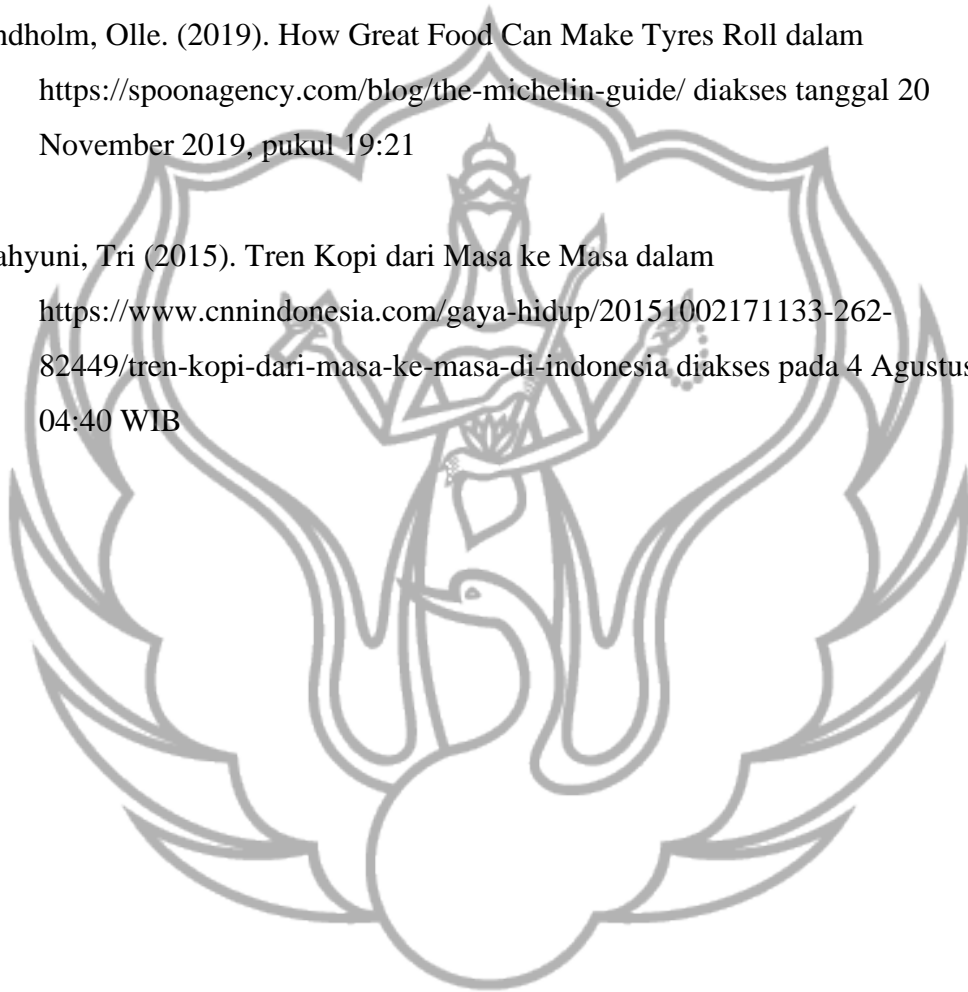 ndholm, Olle. (2019). How Great Food Can Make Tyres Roll dalam
https://spoonagency.com/blog/the-michelin-guide/ diakses tanggal 20
November 2019, pukul 19:21
ahyuni, Tri (2015). Tren Kopi dari Masa ke Masa dalam
https://www.cnnindonesia.com/gaya-hidup/20151002171133-262-
82449/tren-kopi-dari-masa-ke-masa-di-indonesia diakses pada 4 Agustus
04:40 WIB